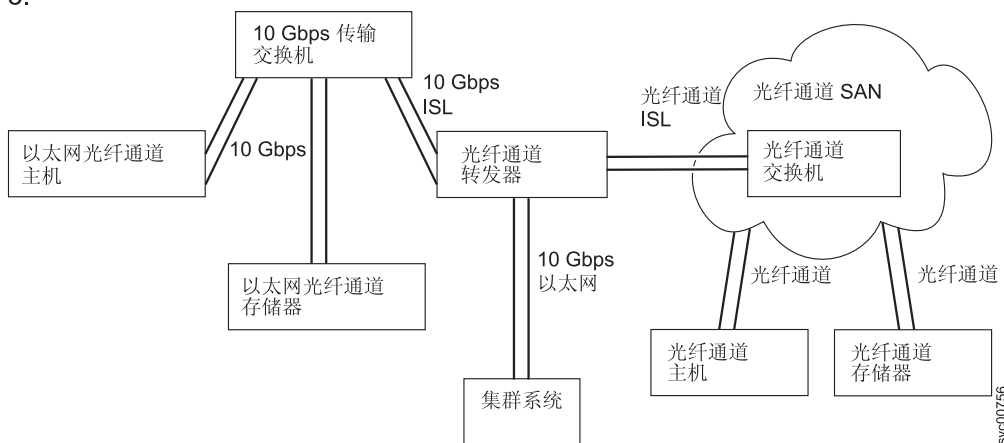 10 Gbps 传输
交换机
10 Gbps
ISL
光纤通道
ISL
光纤通道 SAN
以太网光纤通道
主机
10 Gbps
光纤通道
转发器
光纤通道
交换机
10 Gbps
以太网
光纤通道
光纤通道
以太网光纤通道
存储器
光纤通道
主机
光纤通道
存储器
集群系统
svc00756